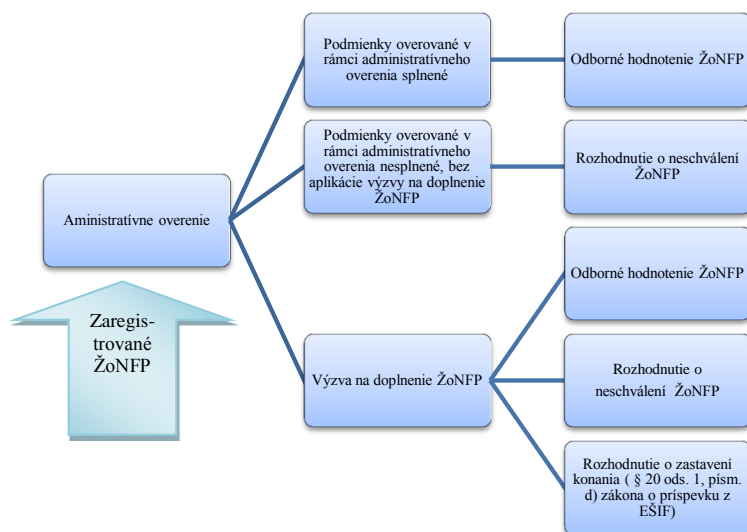 Podmienky overované v
rámci administratívneho
overenia splnené
Odborné hodnotenie ŽoNFP
Podmienky overované v
rámci administratívneho
overenia nesplnené, bez
aplikácie výzvy na doplnenie
ŽoNFP
Rozhodnutie o neschválení
ŽoNFP
Aministratívne overenie
Zaregis-
trované
ŽoNFP
Výzva na doplnenie ŽoNFP
Odborné hodnotenie ŽoNFP
Rozhodnutie o
neschválení ŽoNFP
Rozhodnutie o zastavení
konania ( § 20 ods. 1, písm.
d) zákona o príspevku z
EŠIF)